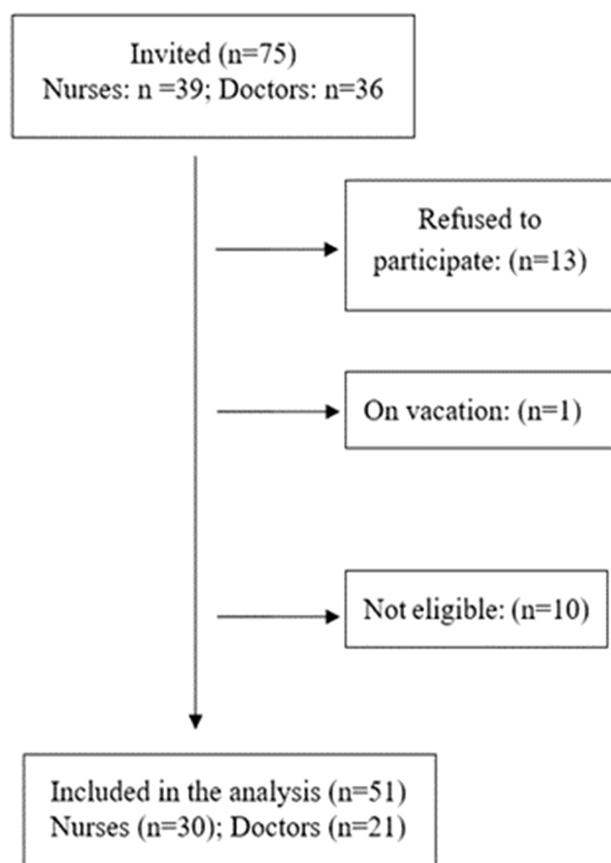 Invited (n=75)
Nurses: n =39; Doctors: n=36
Refused to
participate: (n=13)
On vacation: (n=1)
Not eligible: (n=10)
Included in the analysis (n=51)
Nurses (n=30); Doctors (n=21)